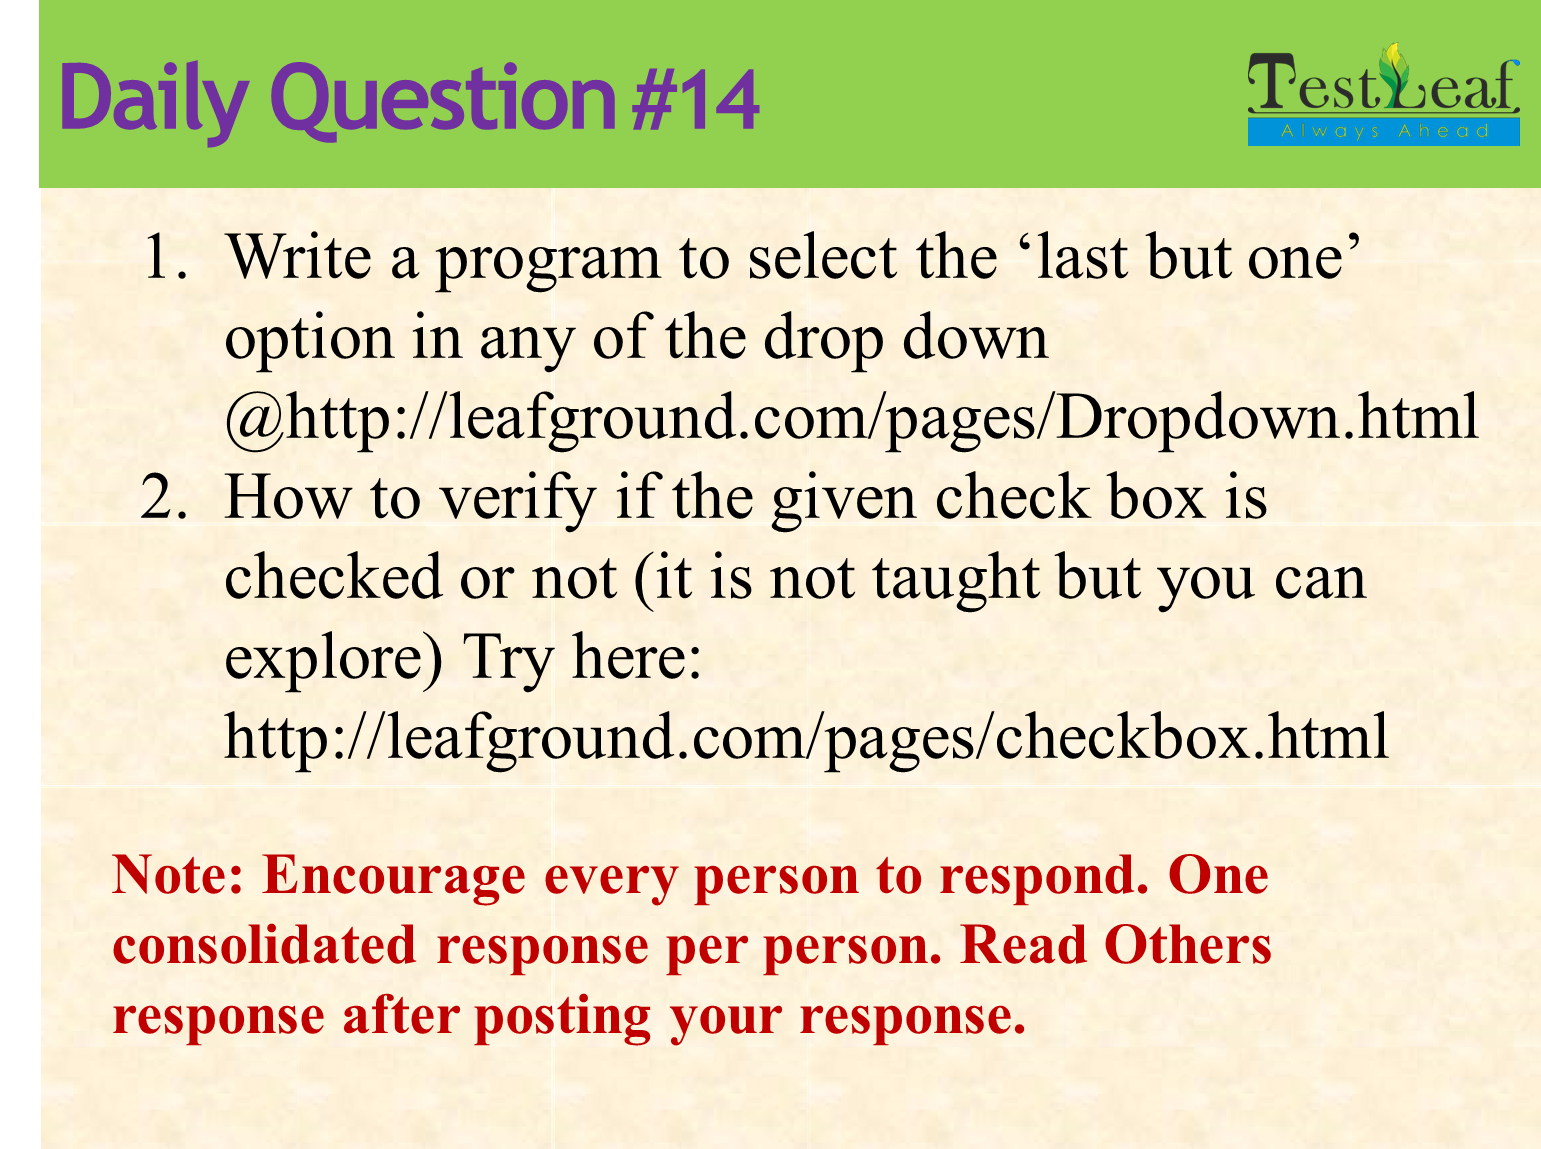 Daily Question #14
TestLeaf
Always Ahead
1. Write a program to select the ‘last but one’
option in any of the drop down
@http://leafground.com/pages/Dropdown.html
2. How to verify if the given check box is
checked or not (it is not taught but you can
explore) Try here:
http://leafground.com/pages/checkbox.html
Note: Encourage every person to respond. One
consolidated response per person. Read Others
response after posting your response.